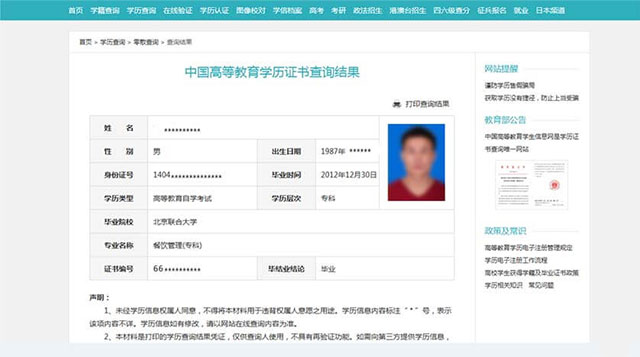 首页 学籍查询 学历查询 在线验证 学历认证 图像校对 学信档案 高考 考研 政法招生 港澳台招生 四六级查分 征兵报名 就业 日本频道
首页 » 学历查询 » 零散查询 » 查询结果
中国高等教育学历证书查询结果
打印查询结果
姓 名 **********
性 别 男 出生日期 1987年 ******
身份证号 1404************** 毕业时间 2012年12月30日
学历类型 高等教育自学考试 学历层次 专科
毕业院校 北京联合大学
专业名称 餐饮管理(专科)
证书编号 66********** 毕结业结论 毕业
声明：
1、未经学历信息权属人同意，不得将本材料用于违背权属人意愿之用途。学历信息内容标注“*”号，表示
该项内容不详。学历信息如有修改，请以网站在线查询内容为准。
2、本材料是打印的学历查询结果凭证，仅供查询人使用，不具有再验证功能。如需向第三方提供学历信息，
网站提醒
谨防学历售假骗局
获取学历没有捷径，防止上当受骗
教育部公告
中国高等教育学生信息网是学历证
书查询唯一网站
政策及常识
高等教育学历电子注册管理规定
学历电子注册工作流程
高校学生获得学籍及毕业证书政策
学历相关知识 常见问题